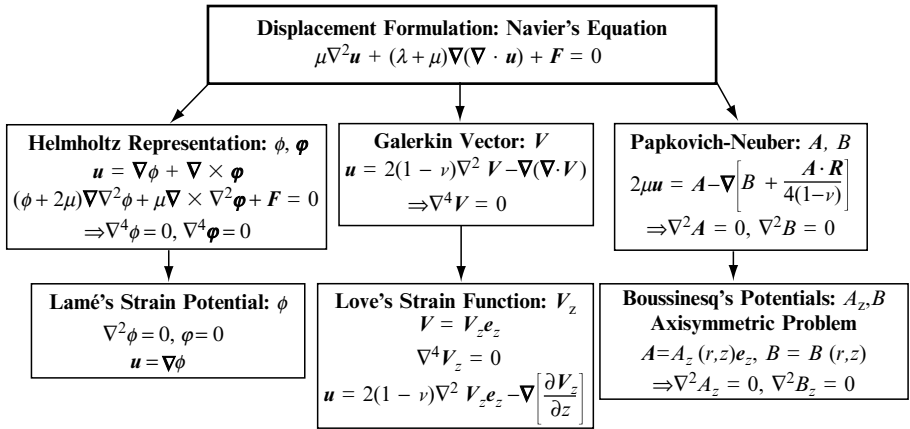 Displacement Formulation: Navier's Equation
μ∇²u + (λ + μ)∇(∇ · u) + F = 0
Helmholtz Representation: ϕ, φ
u = ∇ϕ + ∇ × φ
(ϕ + 2μ)∇∇²ϕ + μ∇ × ∇²φ + F = 0
⇒∇⁴ϕ = 0, ∇⁴φ = 0
Galerkin Vector: V
u = 2(1 − ν)∇² V −∇(∇·V)
⇒∇⁴V = 0
Papkovich-Neuber: A, B
2μu = A−∇[B + A · R / 4(1−ν)]
⇒∇²A = 0, ∇²B = 0
Lamé's Strain Potential: ϕ
∇²ϕ = 0, φ = 0
u = ∇ϕ
Love's Strain Function: V_z
V = V_z e_z
∇⁴V_z = 0
u = 2(1 − ν)∇² V_z e_z −∇[∂V_z / ∂z]
Boussinesq's Potentials: A_z,B
Axisymmetric Problem
A=A_z (r,z)e_z, B = B (r,z)
⇒∇²A_z = 0, ∇²B_z = 0